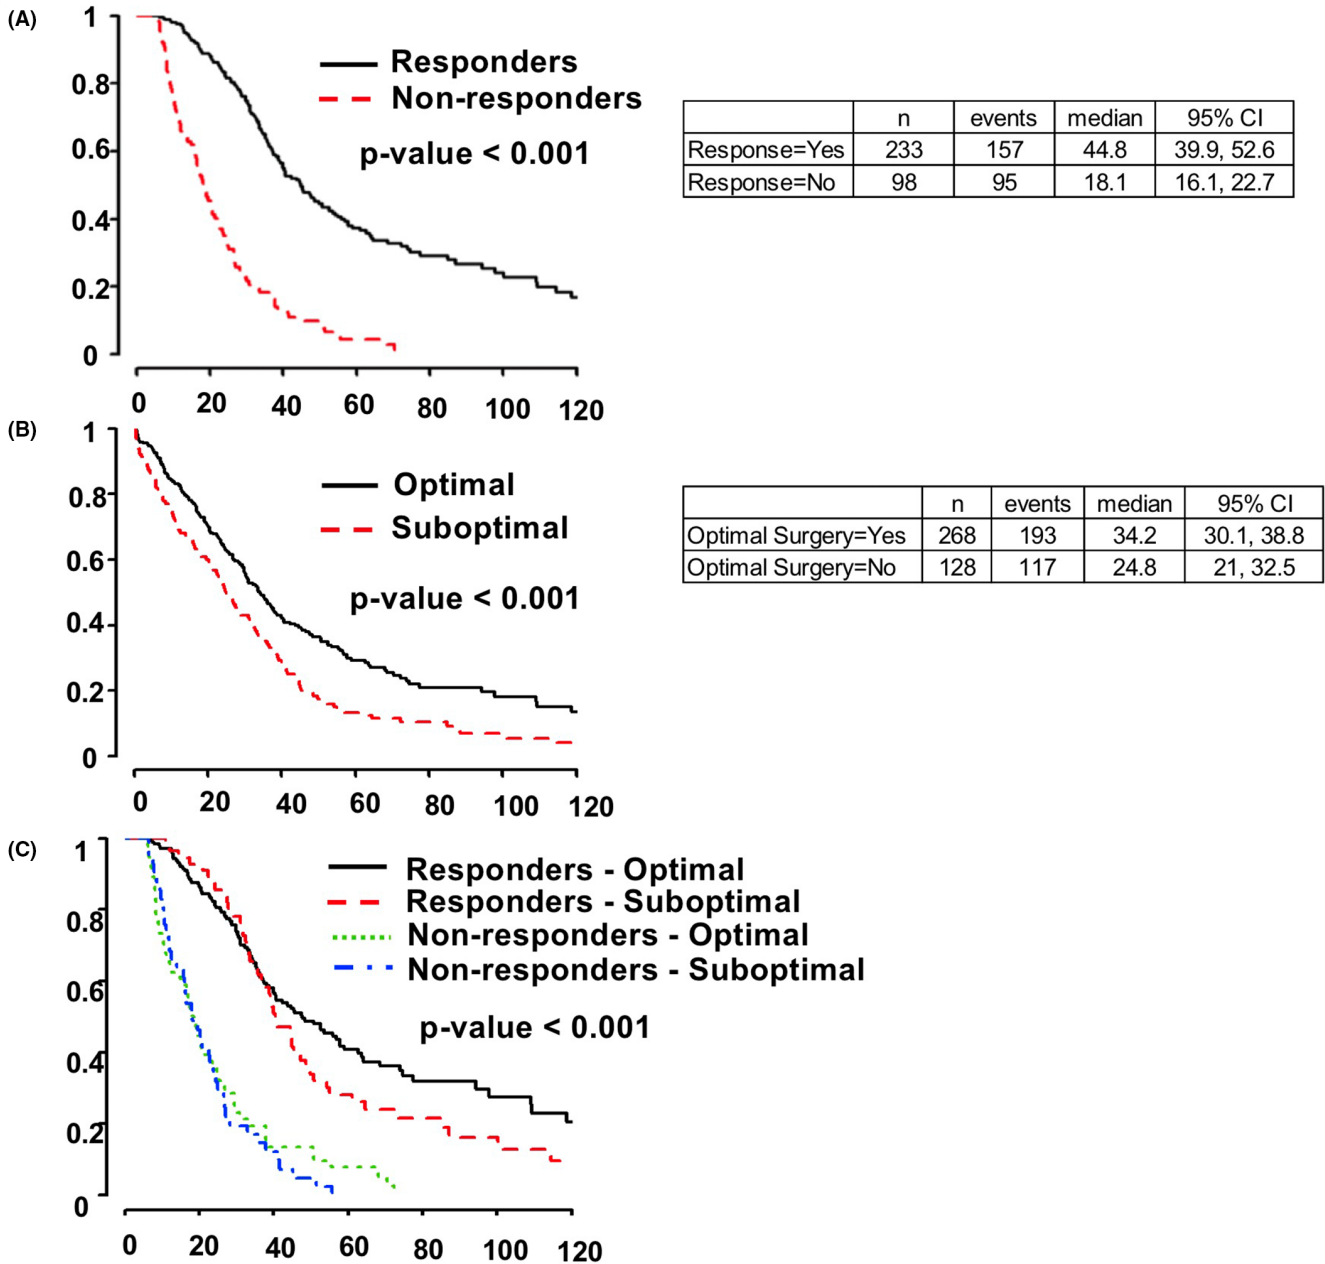 (A)
1
0.8
0.6
0.4
0.2
0
Responders
Non-responders
p-value < 0.001
0 20 40 60 80 100 120
n events median 95% CI
Response=Yes 233 157 44.8 39.9, 52.6
Response=No 98 95 18.1 16.1, 22.7
(B)
1
0.8
0.6
0.4
0.2
0
Optimal
Suboptimal
p-value < 0.001
0 20 40 60 80 100 120
n events median 95% CI
Optimal Surgery=Yes 268 193 34.2 30.1, 38.8
Optimal Surgery=No 128 117 24.8 21, 32.5
(C)
1
0.8
0.6
0.4
0.2
0
Responders - Optimal
Responders - Suboptimal
Non-responders - Optimal
Non-responders - Suboptimal
p-value < 0.001
0 20 40 60 80 100 120